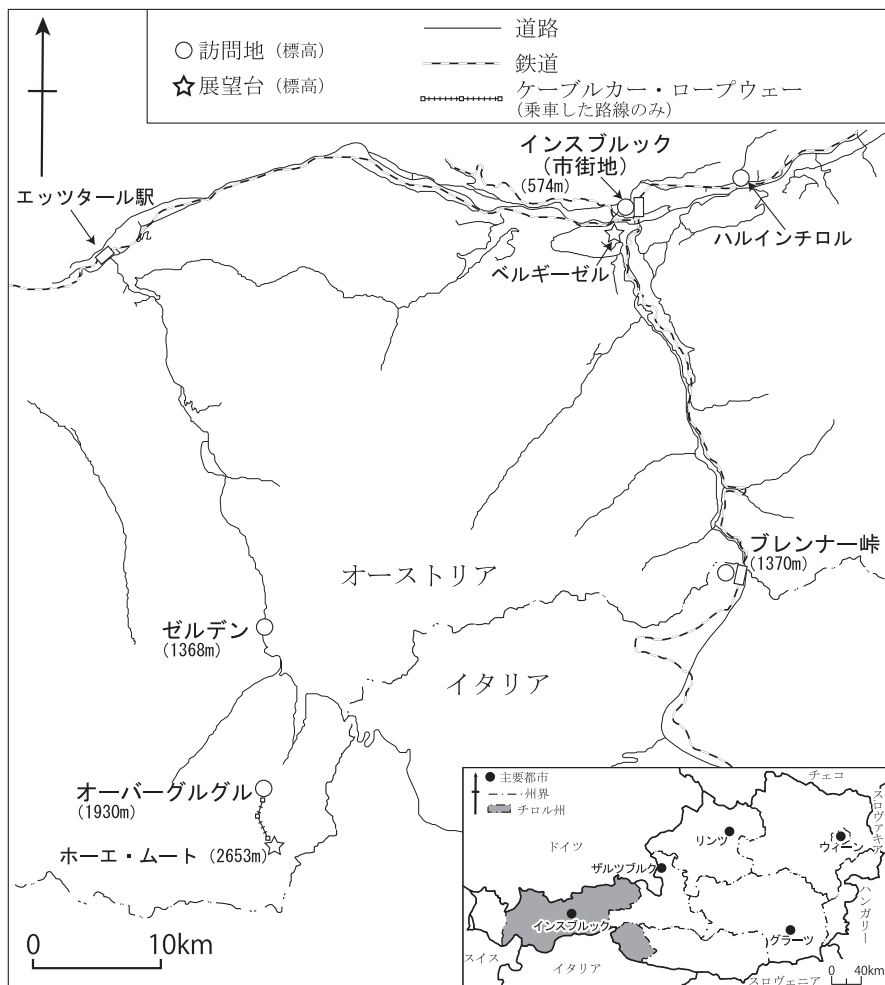 訪問地（標高）
展望台（標高）
道路
鉄道
ケーブルカー・ロープウェー
（乗車した路線のみ）
インスブルック
（市街地）
(574m)
エッツタール駅
ハルインチロル
ベルギーゼル
ブレンナー峠
(1370m)
オーストリア
ゼルデン
(1368m)
イタリア
オーバーグルグル
(1930m)
ホーエ・ムート (2653m)
0 10km
主要都市
州界
チロル州
チェコ
スロヴァキア
ドイツ
リンツ
ウィーン
ザルツブルク
ハンガリー
インスブルック
グラーツ
スイス
イタリア
スロヴェニア
0 40km